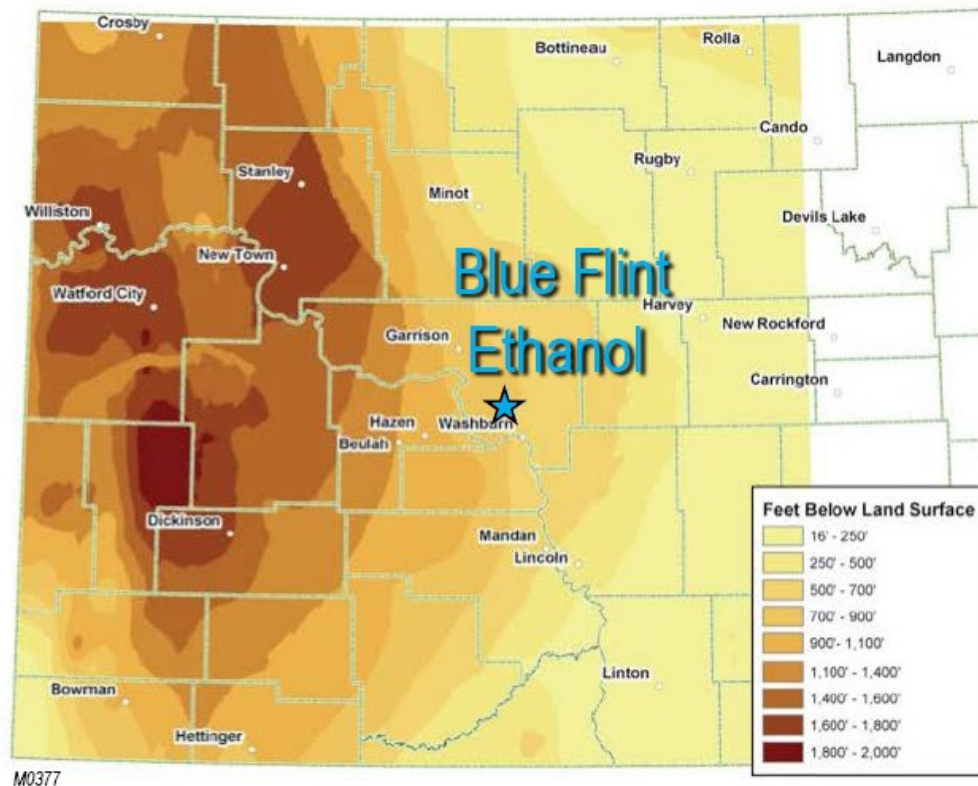 Crosby
Bottineau
Rolla
Langdon
Cando
Rugby
Stanley
Minot
Devils Lake
Williston
New Town
Blue Flint
Ethanol
Watford City
Harvey
New Rockford
Garrison
Carrington
Hazen
Washburn
Beulah
Feet Below Land Surface
16' - 250'
250' - 500'
500' - 700'
700' - 900'
900'- 1,100'
1,100' - 1,400'
1,400' - 1,600'
1,600' - 1,800'
1,800' - 2,000'
Dickinson
Mandan
Lincoln
Linton
Bowman
Hettinger
M0377